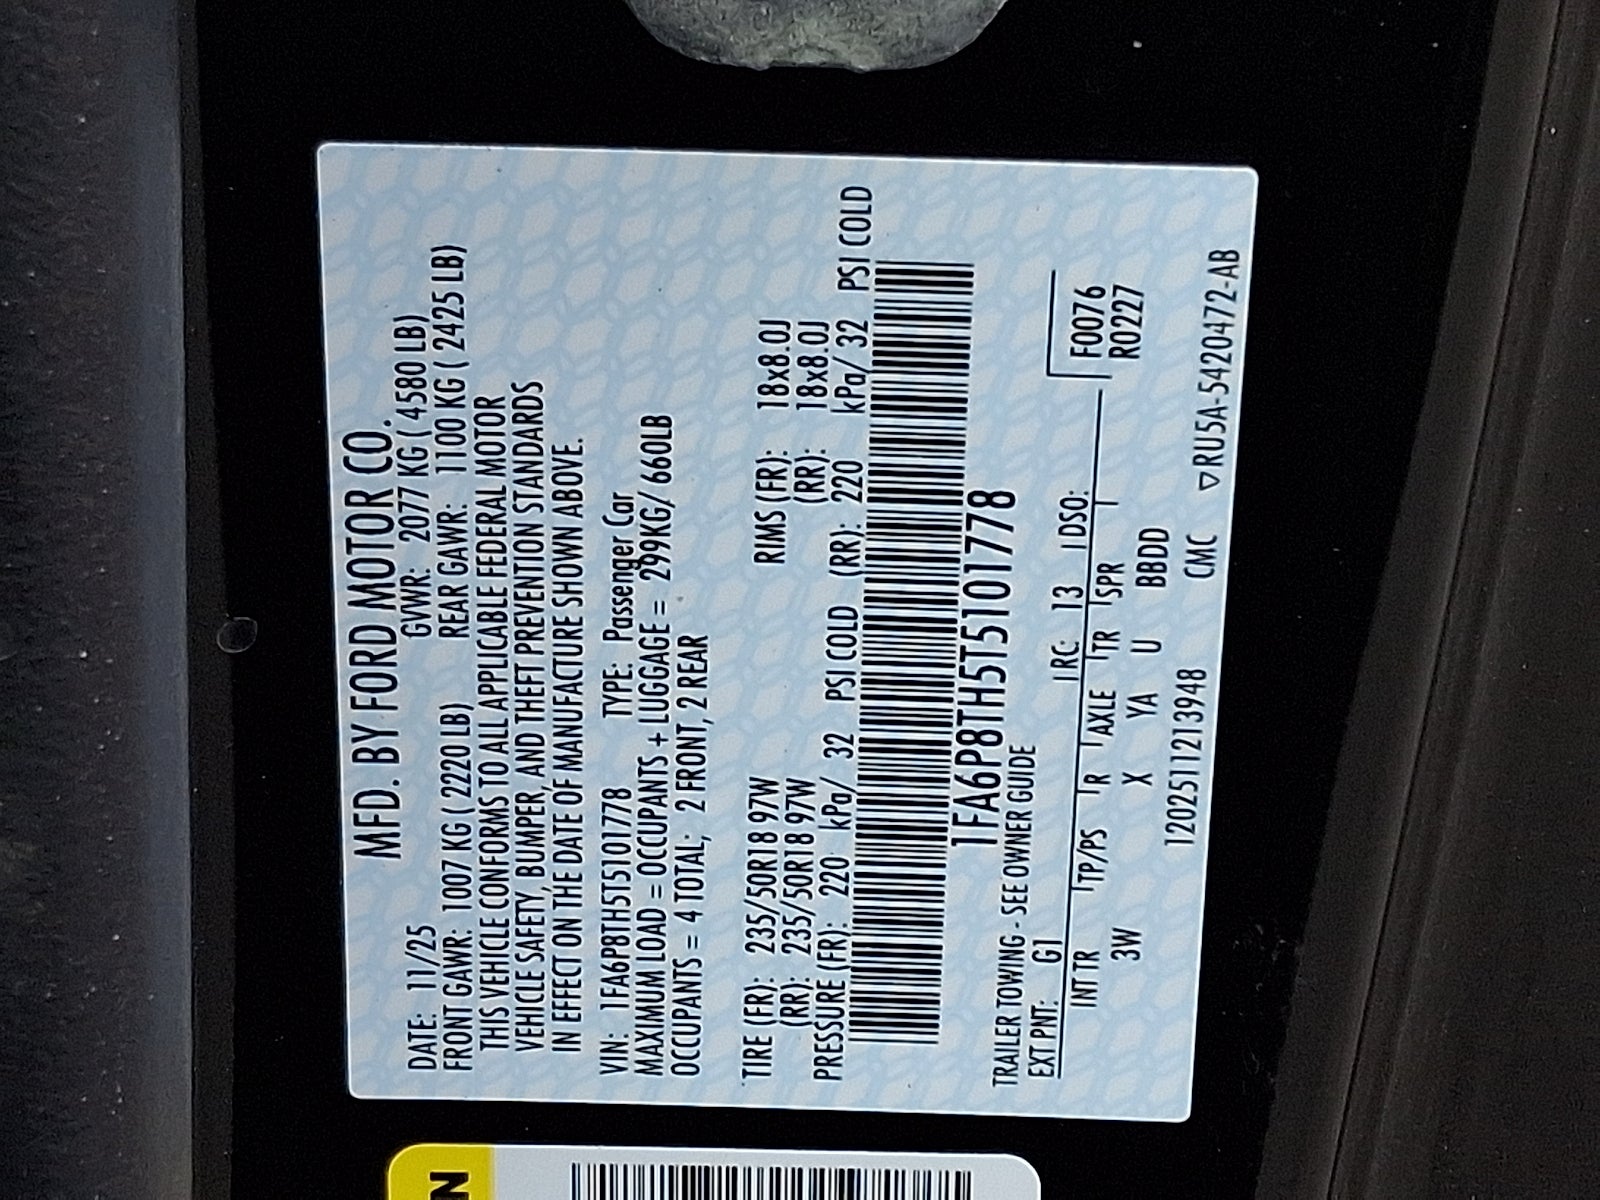 MFD. BY FORD MOTOR CO.
DATE: 11/25 GVWR: 2077 KG ( 4580 LB)
FRONT GAWR: 1007 KG ( 2220 LB) REAR GAWR: 1100 KG ( 2425 LB)
THIS VEHICLE CONFORMS TO ALL APPLICABLE FEDERAL MOTOR
VEHICLE SAFETY, BUMPER, AND THEFT PREVENTION STANDARDS
IN EFFECT ON THE DATE OF MANUFACTURE SHOWN ABOVE.
VIN: 1FA6P8TH5T5101778 TYPE: Passenger Car
MAXIMUM LOAD = OCCUPANTS + LUGGAGE = 299KG/ 660LB
OCCUPANTS = 4 TOTAL; 2 FRONT, 2 REAR
TIRE (FR): 235/50R18 97W RIMS (FR): 18x8.0J
(RR): 235/50R18 97W (RR): 18x8.0J
PRESSURE (FR): 220 kPa/ 32 PSI COLD (RR): 220 kPa/ 32 PSI COLD
1FA6P8TH5T5101778
TRAILER TOWING - SEE OWNER GUIDE
EXT PNT: G1 RC: 13 DSO: F0076
INT TR TP/PS R AXLE TR SPR R0227
3W X YA U BBDD
1202511213948 CMC ▽RU5A-5420472-AB